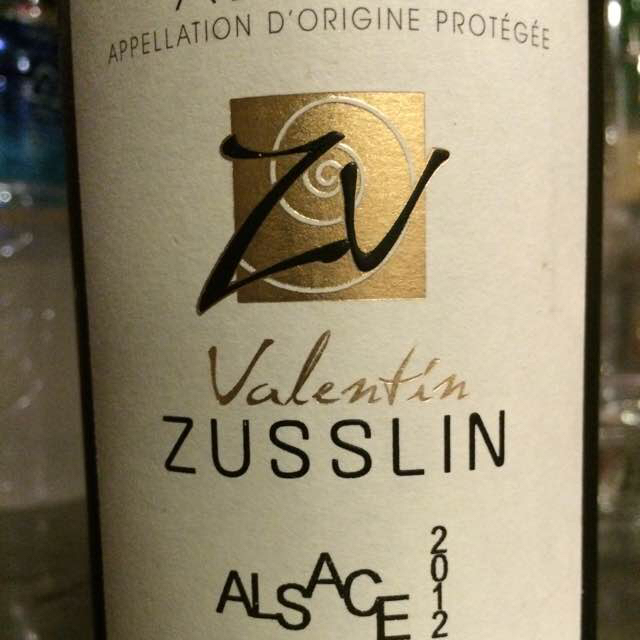 APPELLATION D'ORIGINE PROTÉGÉE
ZV
Valentin
ZUSSLIN
ALSACE 2012